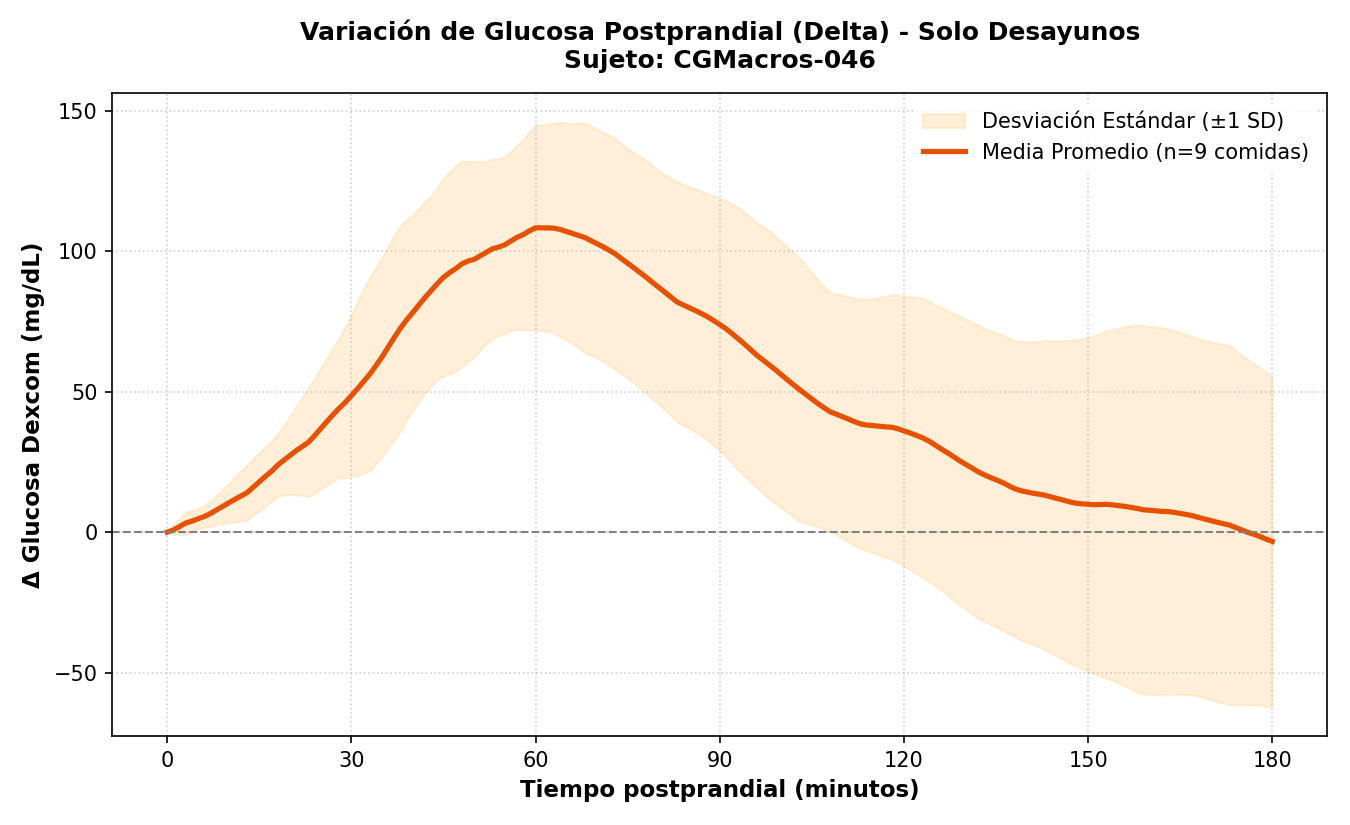 Variación de Glucosa Postprandial (Delta) - Solo Desayunos
Sujeto: CGMacros-046
Desviación Estándar (±1 SD)
Media Promedio (n=9 comidas)
Δ Glucosa Dexcom (mg/dL)
150
100
50
0
−50
0 30 60 90 120 150 180
Tiempo postprandial (minutos)